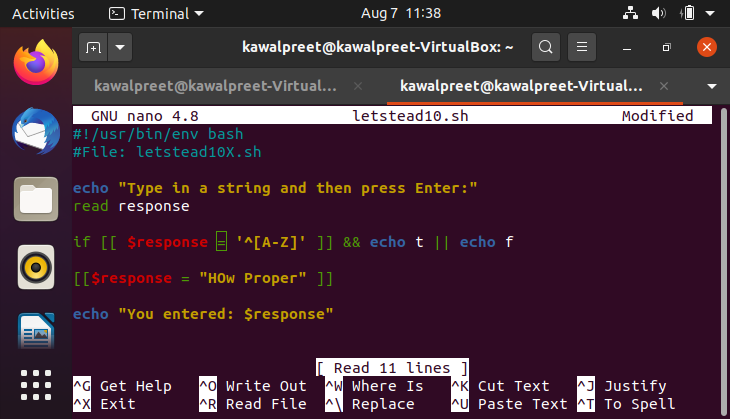 Activities Terminal Aug 7 11:38
kawalpreet@kawalpreet-VirtualBox: ~
kawalpreet@kawalpreet-Virtual... kawalpreet@kawalpreet-Virtual...
GNU nano 4.8 letstead10.sh Modified
#!/usr/bin/env bash
#File: letstead10X.sh
echo "Type in a string and then press Enter:"
read response
if [[ $response = '^[A-Z]' ]] && echo t || echo f
[[$response = "HOw Proper" ]]
echo "You entered: $response"
[ Read 11 lines ]
^G Get Help ^O Write Out ^W Where Is ^K Cut Text ^J Justify
^X Exit ^R Read File ^\ Replace ^U Paste Text ^T To Spell